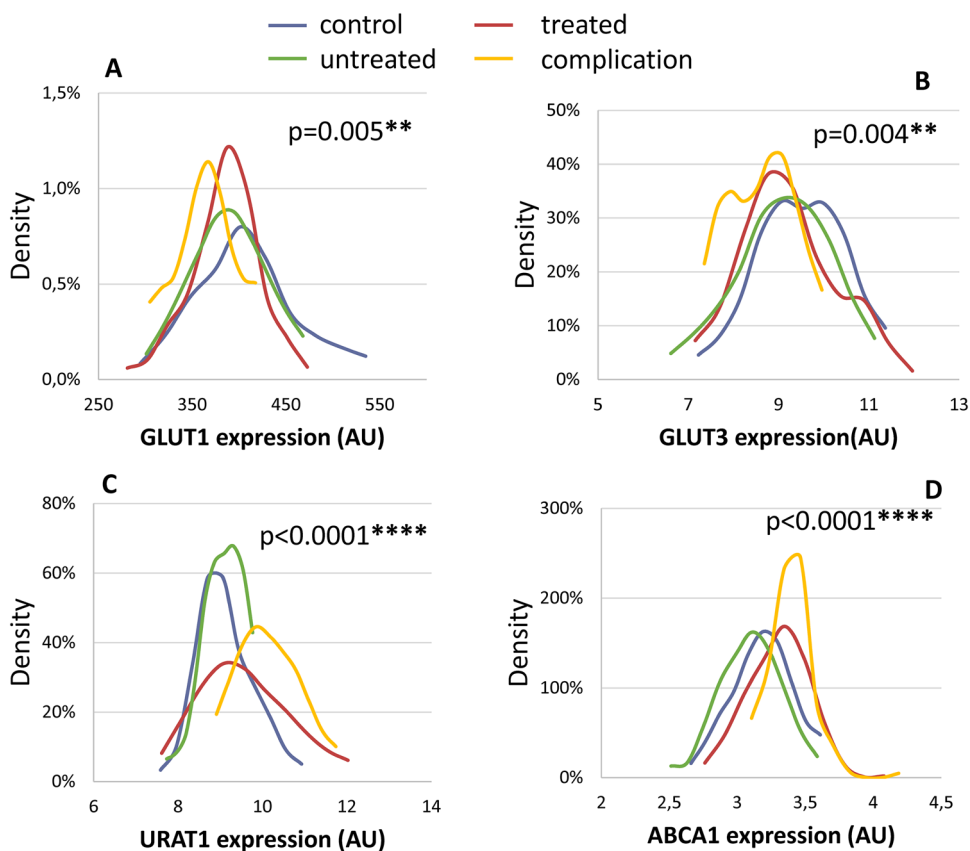 control treated
untreated complication
A
1,5%
1,0%
0,5%
0,0%
Density
p=0.005**
250 350 450 550
GLUT1 expression (AU)
B
50%
40%
30%
20%
10%
0%
Density
p=0.004**
5 7 9 11 13
GLUT3 expression(AU)
C
80%
60%
40%
20%
0%
Density
p<0.0001****
6 8 10 12 14
URAT1 expression (AU)
D
300%
200%
100%
0%
Density
p<0.0001****
2 2,5 3 3,5 4 4,5
ABCA1 expression (AU)